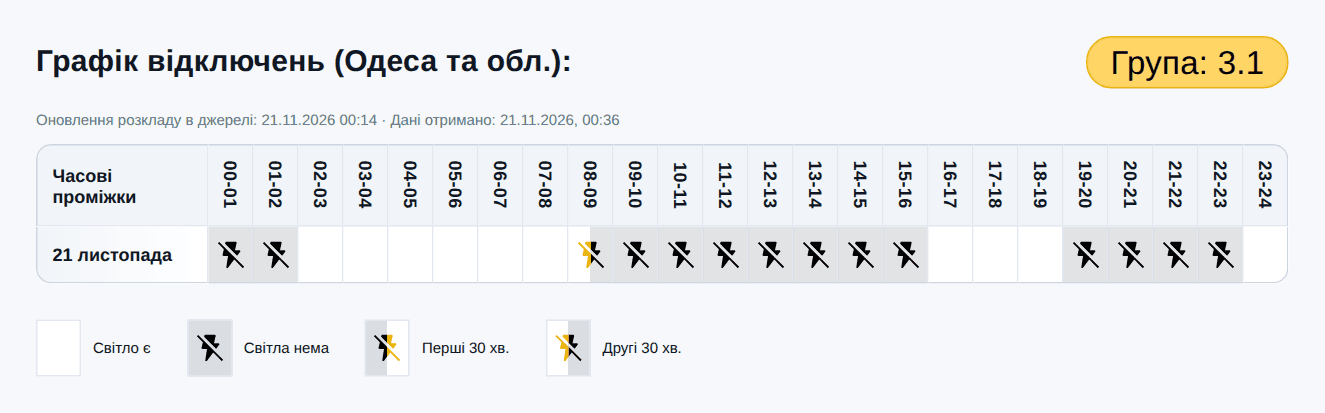 Графік відключень (Одеса та обл.):
Група: 3.1
Оновлення розкладу в джерелі: 21.11.2026 00:14 · Дані отримано: 21.11.2026, 00:36
Часові
проміжки
00-01
01-02
02-03
03-04
04-05
05-06
06-07
07-08
08-09
09-10
10-11
11-12
12-13
13-14
14-15
15-16
16-17
17-18
18-19
19-20
20-21
21-22
22-23
23-24
21 листопада
Світло є
Світла нема
Перші 30 хв.
Другі 30 хв.